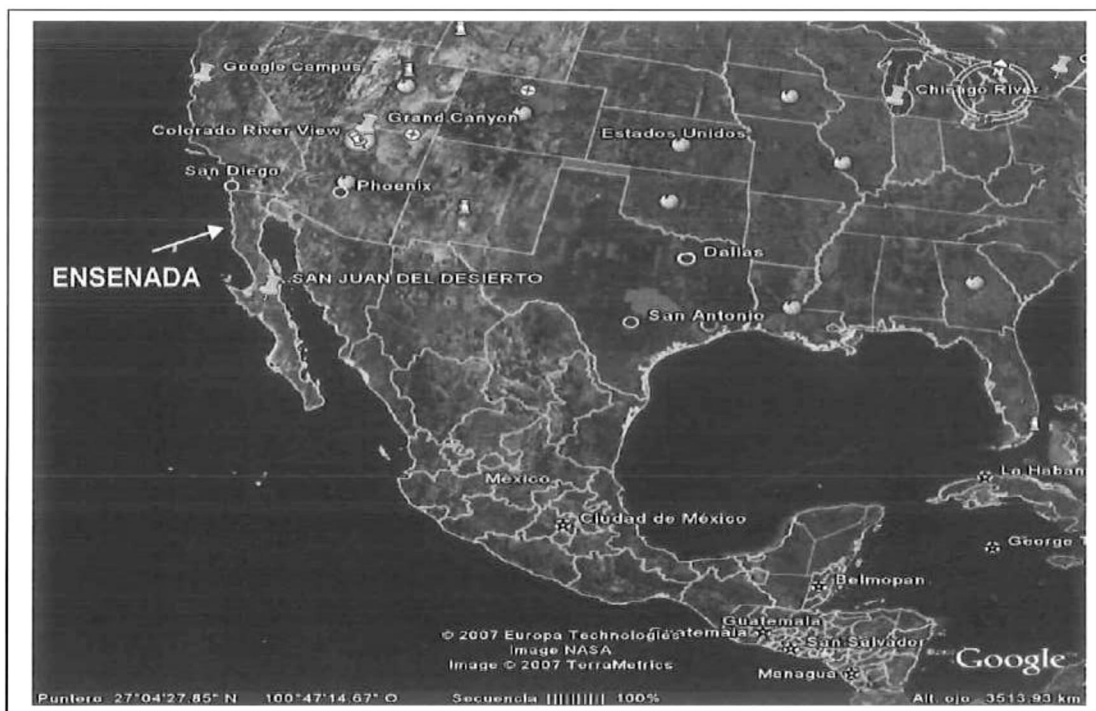 Google Campus
Chicago River
N
Grand Canyon
Colorado River View
Estados Unidos
San Diego
Phoenix
Dallas
ENSENADA
SAN JUAN DEL DESIERTO
San Antonio
La Haban
México
Ciudad de México
George T
Belmopan
Guatemala
Guatemala
San Salvador
© 2007 Europa Technologies
Image NASA
Image © 2007 TerraMetrics
Managua
Google
Puntero 27°04'27.85" N 100°47'14.67" O Secuencia 100% Alt. ojo 3513.93 km